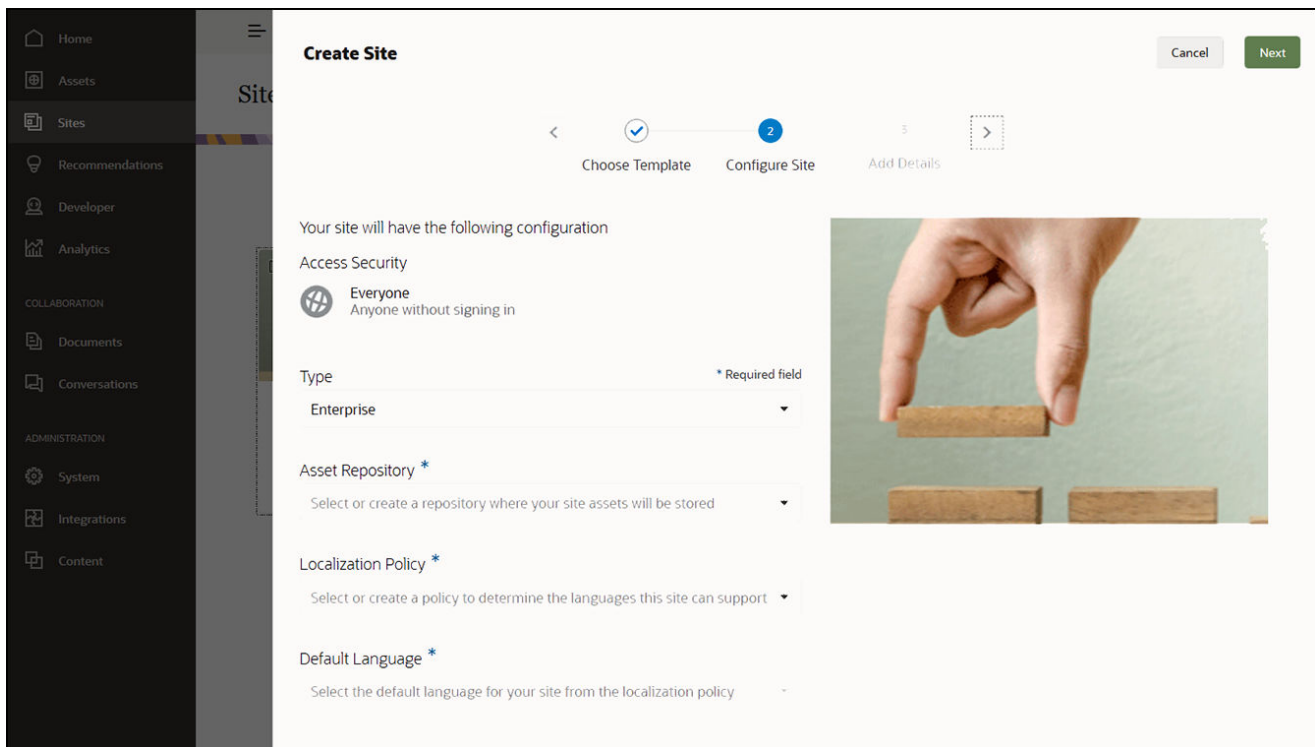 Home
Assets
Sites
Recommendations
Developer
Analytics
COLLABORATION
Documents
Conversations
ADMINISTRATION
System
Integrations
Content
Site
Create Site
Cancel
Next
2
3
Choose Template
Configure Site
Add Details
Your site will have the following configuration
Access Security
Everyone
Anyone without signing in
Type
* Required field
Enterprise
Asset Repository *
Select or create a repository where your site assets will be stored
Localization Policy *
Select or create a policy to determine the languages this site can support
Default Language *
Select the default language for your site from the localization policy